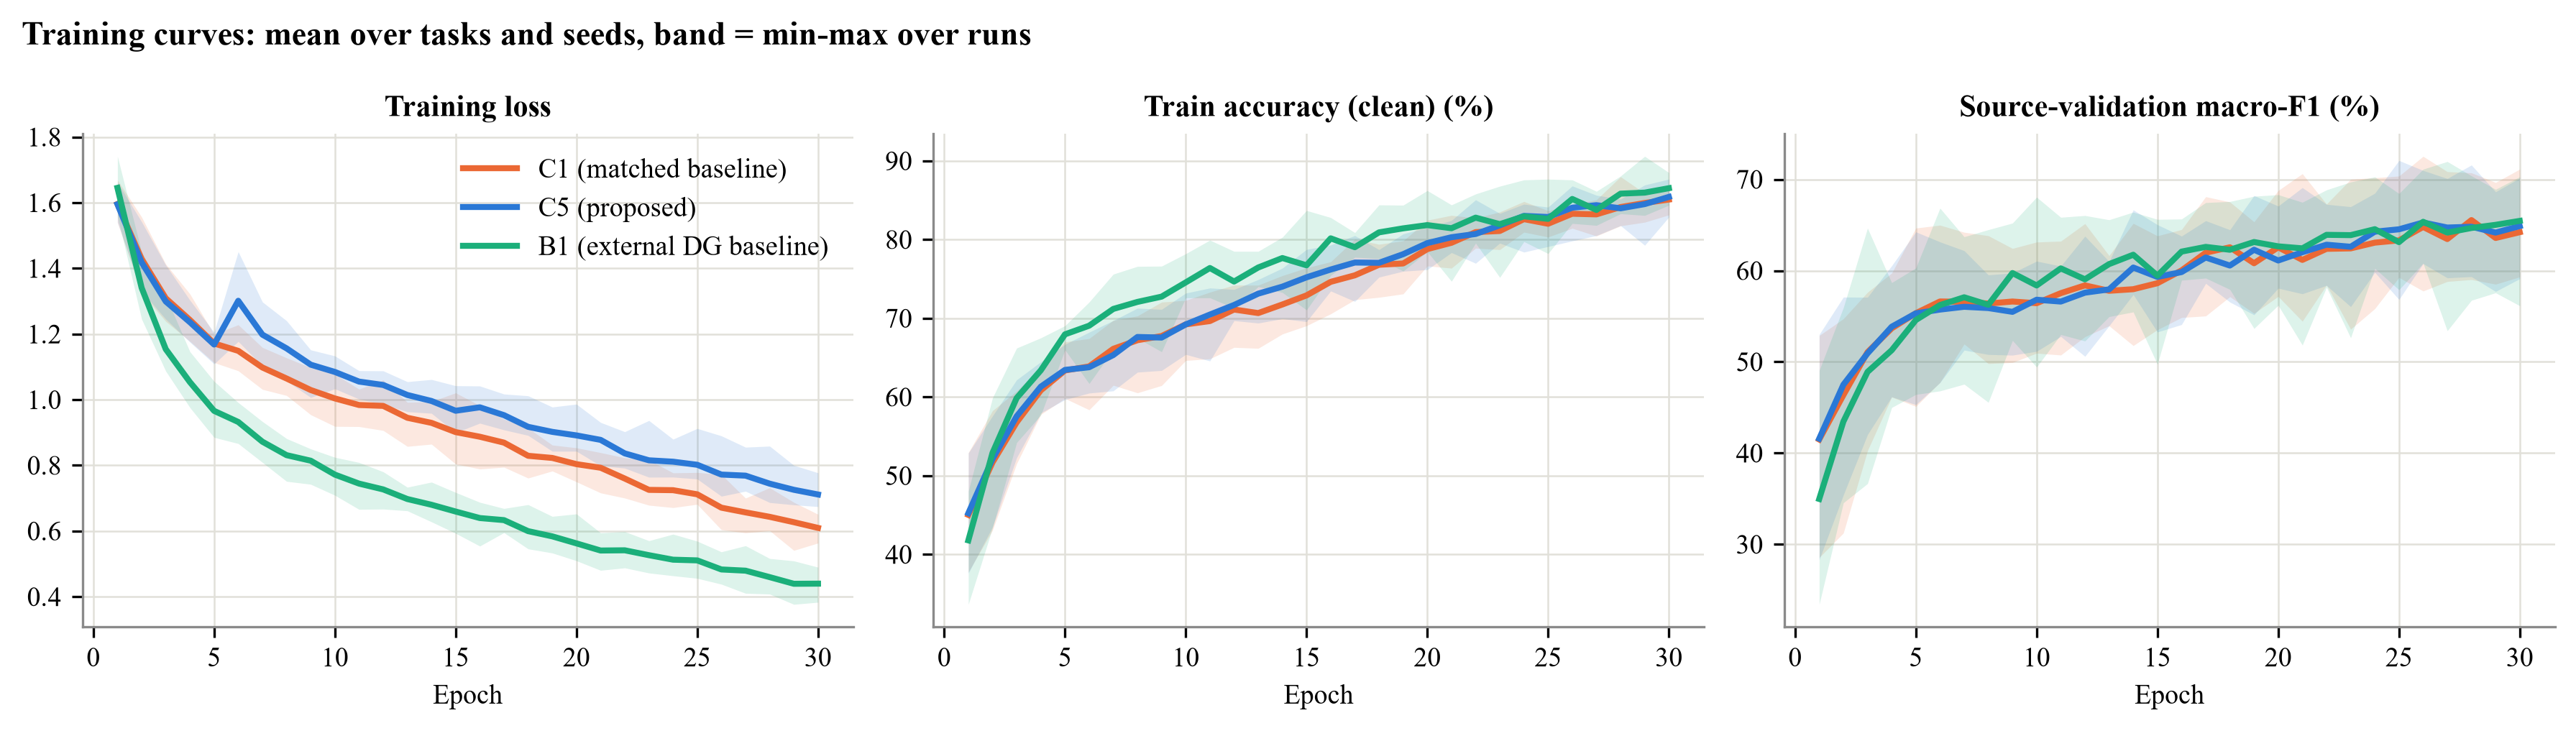 Training curves: mean over tasks and seeds, band = min-max over runs
Training loss
1.8
1.6
1.4
1.2
1.0
0.8
0.6
0.4
C1 (matched baseline)
C5 (proposed)
B1 (external DG baseline)
0 5 10 15 20 25 30
Epoch
Train accuracy (clean) (%)
90
80
70
60
50
40
0 5 10 15 20 25 30
Epoch
Source-validation macro-F1 (%)
70
60
50
40
30
0 5 10 15 20 25 30
Epoch